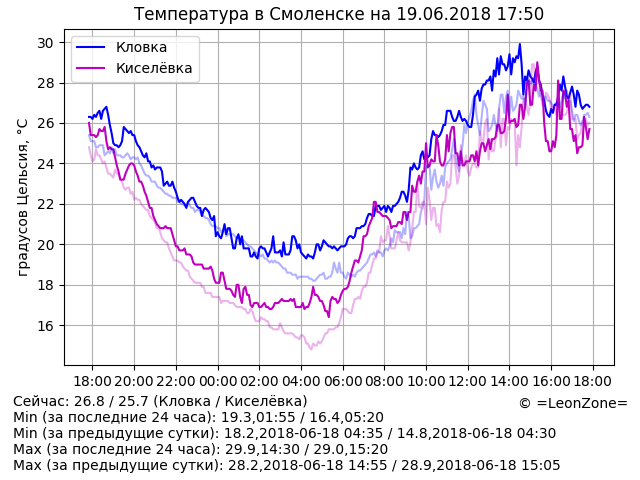 Температура в Смоленске на 19.06.2018 17:50
Кловка
Киселёвка
градусов Цельсия, °C
30
28
26
24
22
20
18
16
18:00 20:00 22:00 00:00 02:00 04:00 06:00 08:00 10:00 12:00 14:00 16:00 18:00
Сейчас: 26.8 / 25.7 (Кловка / Киселёвка)
© =LeonZone=
Min (за последние 24 часа): 19.3,01:55 / 16.4,05:20
Min (за предыдущие сутки): 18.2,2018-06-18 04:35 / 14.8,2018-06-18 04:30
Max (за последние 24 часа): 29.9,14:30 / 29.0,15:20
Max (за предыдущие сутки): 28.2,2018-06-18 14:55 / 28.9,2018-06-18 15:05